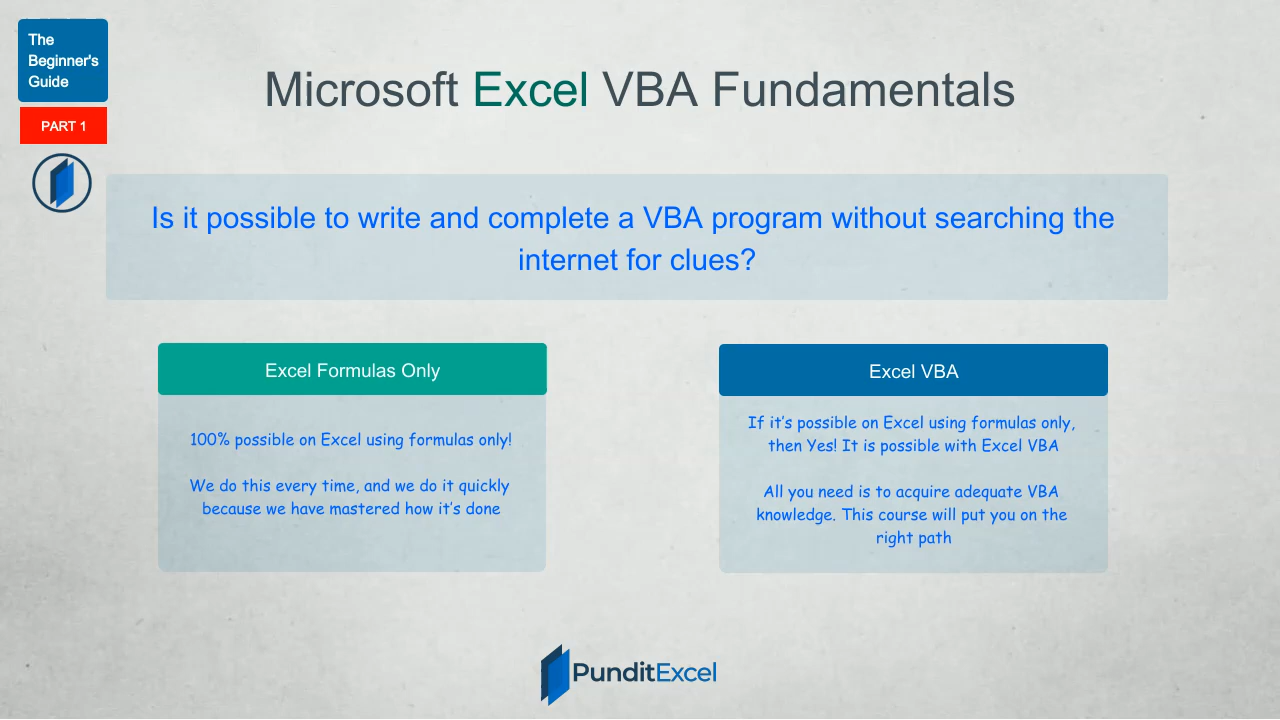 The
Beginner's
Guide
PART 1
Microsoft Excel VBA Fundamentals
Is it possible to write and complete a VBA program without searching the
internet for clues?
Excel Formulas Only
100% possible on Excel using formulas only!
We do this every time, and we do it quickly
because we have mastered how it's done
Excel VBA
If it's possible on Excel using formulas only,
then Yes! It is possible with Excel VBA
All you need is to acquire adequate VBA
knowledge. This course will put you on the
right path
PunditExcel